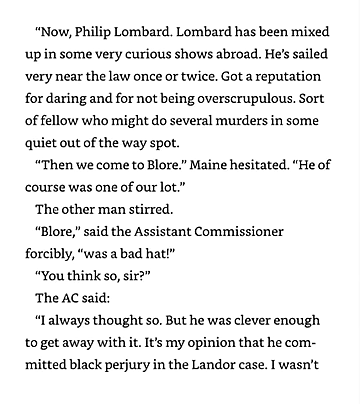 “Now, Philip Lombard. Lombard has been mixed
up in some very curious shows abroad. He’s sailed
very near the law once or twice. Got a reputation
for daring and for not being overscrupulous. Sort
of fellow who might do several murders in some
quiet out of the way spot.
“Then we come to Blore.” Maine hesitated. “He of
course was one of our lot.”
The other man stirred.
“Blore,” said the Assistant Commissioner
forcibly, “was a bad hat!”
“You think so, sir?”
The AC said:
“I always thought so. But he was clever enough
to get away with it. It’s my opinion that he com-
mitted black perjury in the Landor case. I wasn’t